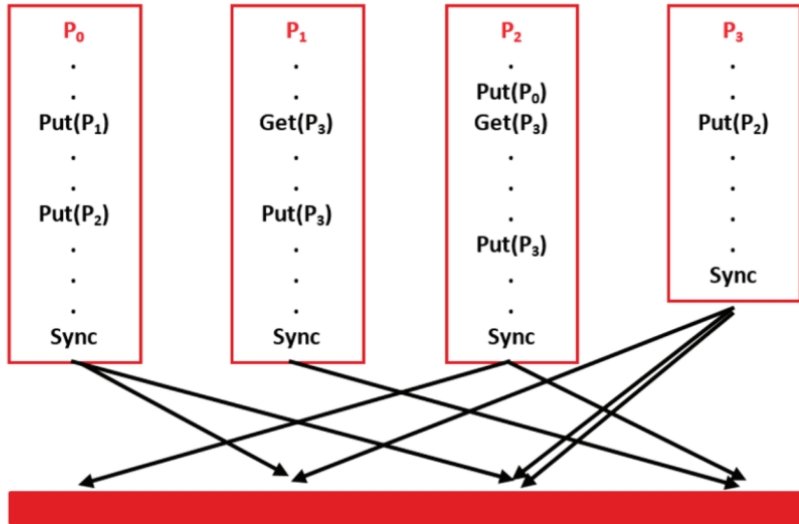 P₀
Put(P₁)
Put(P₂)
Sync
P₁
Get(P₃)
Put(P₃)
Sync
P₂
Put(P₀)
Get(P₃)
Put(P₃)
Sync
P₃
Put(P₂)
Sync